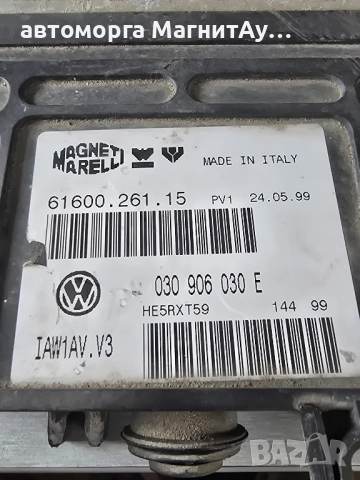 автоморга МагнитАу...
MAGNETI
MARELLI
MADE IN ITALY
61600.261.15 PV1 24.05.99
030 906 030 E
HE5RXT59 144 99
IAW1AV.V3
BAZAR